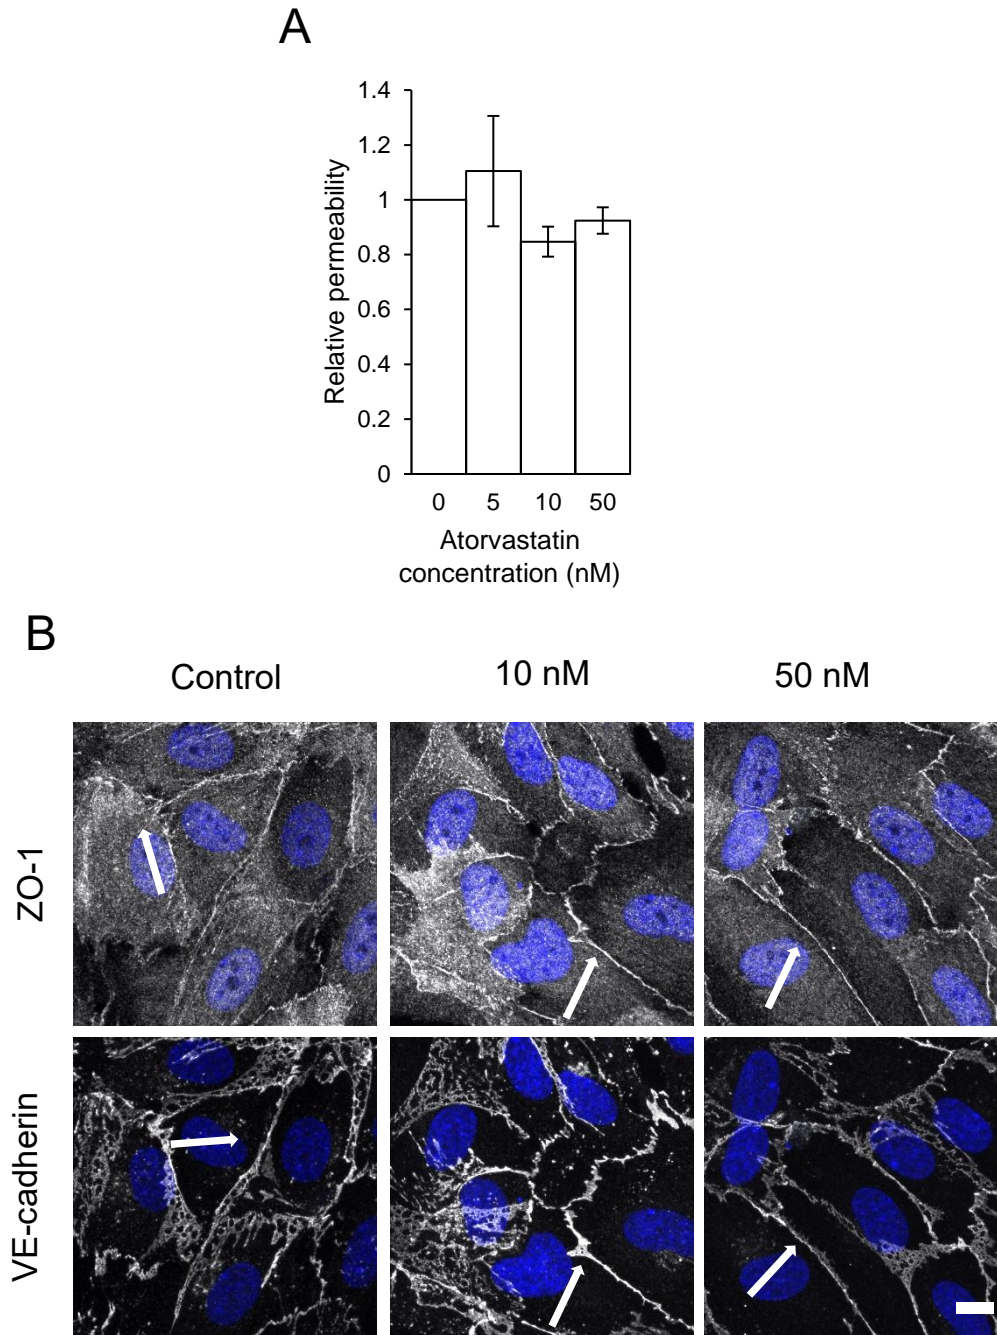 A
1.4
1.2
1
0.8
0.6
0.4
0.2
0
Relative permeability
0 5 10 50
Atorvastatin
concentration (nM)
B
Control 10 nM 50 nM
ZO-1
VE-cadherin